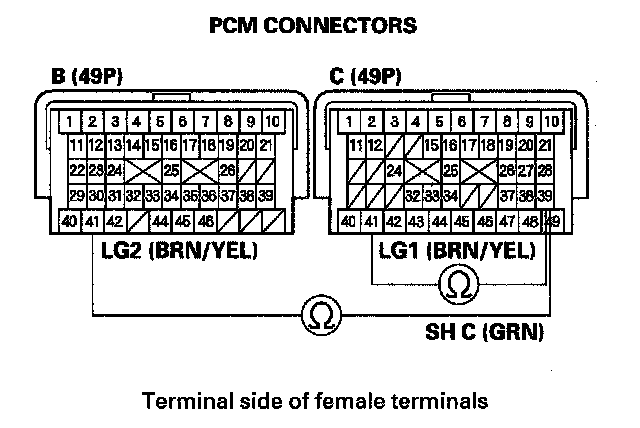 PCM CONNECTORS
B (49P) C (49P)
1 2 3 4 5 6 7 8 9 10 1 2 3 4 5 6 7 8 9 10
11 12 13 14 15 16 17 18 19 20 21 11 12 15 16 17 18 19 20 21
22 23 24 25 26 24 25 26 27 28
29 30 31 32 33 34 35 36 37 38 39 32 33 34 37 38 39
40 41 42 44 45 46 40 41 42 43 44 45 46 47 48 49
LG2 (BRN/YEL) LG1 (BRN/YEL)
Ω
Ω
SH C (GRN)
Terminal side of female terminals